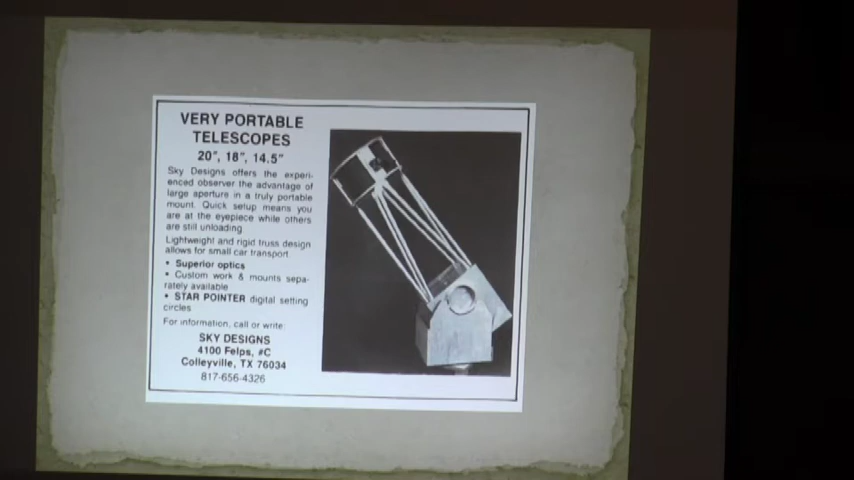 VERY PORTABLE
TELESCOPES
20", 18", 14.5"
Sky Designs offers the experi-
enced observer the advantage of
large aperture in a truly portable
mount. Quick setup means you
are at the eyepiece while others
are still unloading.
Lightweight and rigid truss design
allows for small car transport.
• Superior optics
• Custom work & mounts sepa-
rately available
• STAR POINTER digital setting
circles
For information, call or write:
SKY DESIGNS
4100 Felps, #C
Colleyville, TX 76034
817-656-4326